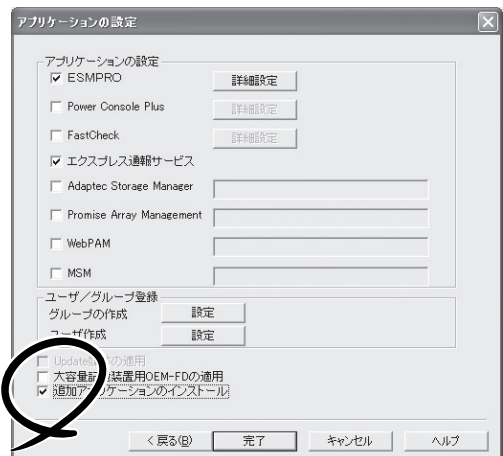 アプリケーションの設定
アプリケーションの設定
ESMPRO 詳細設定
Power Console Plus 詳細設定
FastCheck 詳細設定
エクスプレス通報サービス
Adaptec Storage Manager
Promise Array Management
WebPAM
MSM
ユーザ/グループ登録
グループの作成 設定
ユーザ作成 設定
Update の適用
大容量記 装置用OEM-FDの適用
追加アプリケーションのインストール
< 戻る(B) 完了 キャンセル ヘルプ